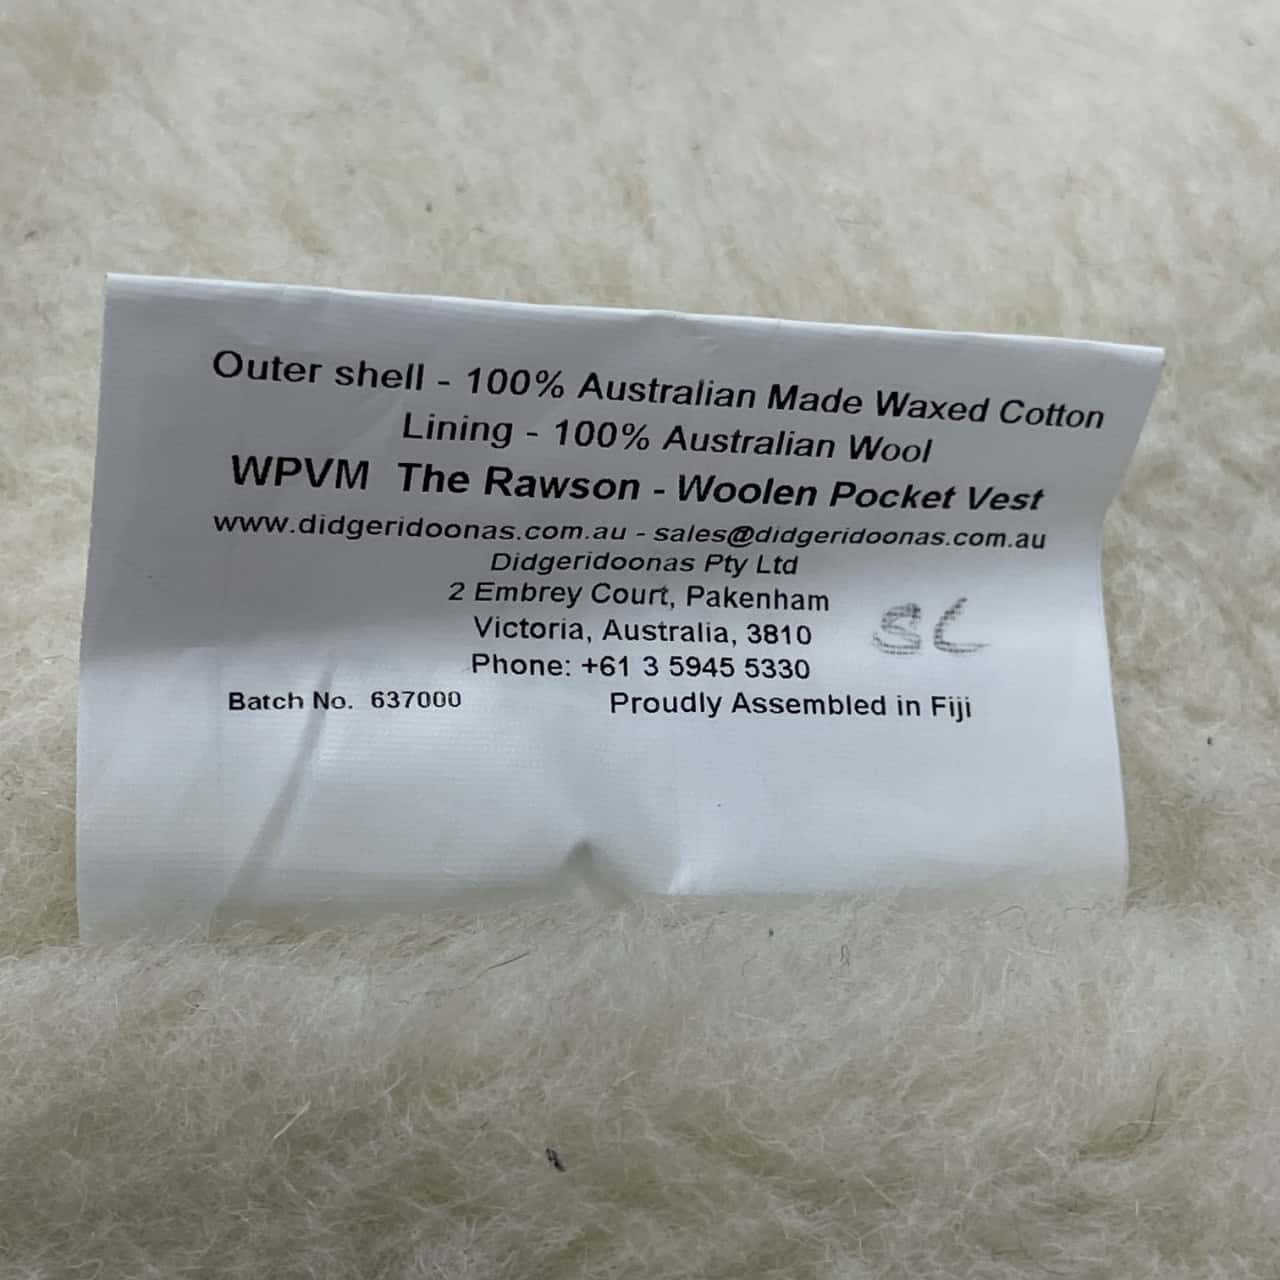 Outer shell - 100% Australian Made Waxed Cotton
Lining - 100% Australian Wool
WPVM The Rawson - Woolen Pocket Vest
www.didgeridoonas.com.au - sales@didgeridoonas.com.au
Didgeridoonas Pty Ltd
2 Embrey Court, Pakenham
Victoria, Australia, 3810
Phone: +61 3 5945 5330
Batch No. 637000 Proudly Assembled in Fiji